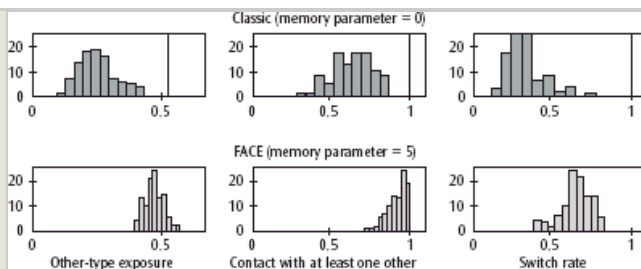 Classic (memory parameter = 0)
20 20 20
10 10 10
0 0 0
0 0.5 0 0.5 1 0 0.5 1
FACE (memory parameter = 5)
20 20 20
10 10 10
0 0 0
0 0.5 0 0.5 1 0 0.5 1
Other-type exposure Contact with at least one other Switch rate